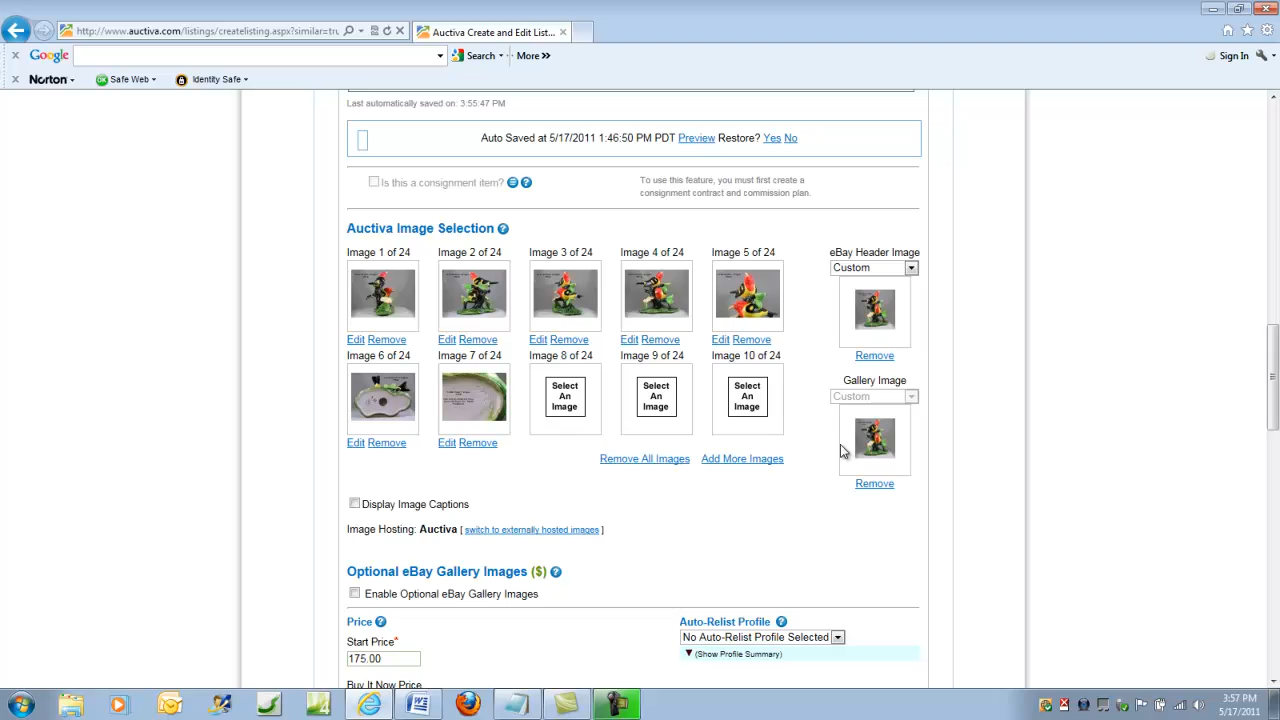 http://www.auctiva.com/listings/createlisting.aspx?similar=tru
Auctiva Create and Edit List...
Google
Search
More »
Sign In
Norton
OK Safe Web
Identity Safe
Last automatically saved on: 3:55:47 PM
Auto Saved at 5/17/2011 1:46:50 PM PDT Preview Restore? Yes No
Is this a consignment item?
To use this feature, you must first create a
consignment contract and commission plan.
Auctiva Image Selection
Image 1 of 24 Image 2 of 24 Image 3 of 24 Image 4 of 24 Image 5 of 24
eBay Header Image
Custom
Edit Remove Edit Remove Edit Remove Edit Remove Edit Remove
Remove
Image 6 of 24 Image 7 of 24 Image 8 of 24 Image 9 of 24 Image 10 of 24
Select An Image
Select An Image
Select An Image
Gallery Image
Custom
Edit Remove Edit Remove
Remove All Images Add More Images
Remove
Display Image Captions
Image Hosting: Auctiva [ switch to externally hosted images ]
Optional eBay Gallery Images ($)
Enable Optional eBay Gallery Images
Price
Auto-Relist Profile
Start Price*
No Auto-Relist Profile Selected
175.00
(Show Profile Summary)
Buy It Now Price
3:57 PM
5/17/2011